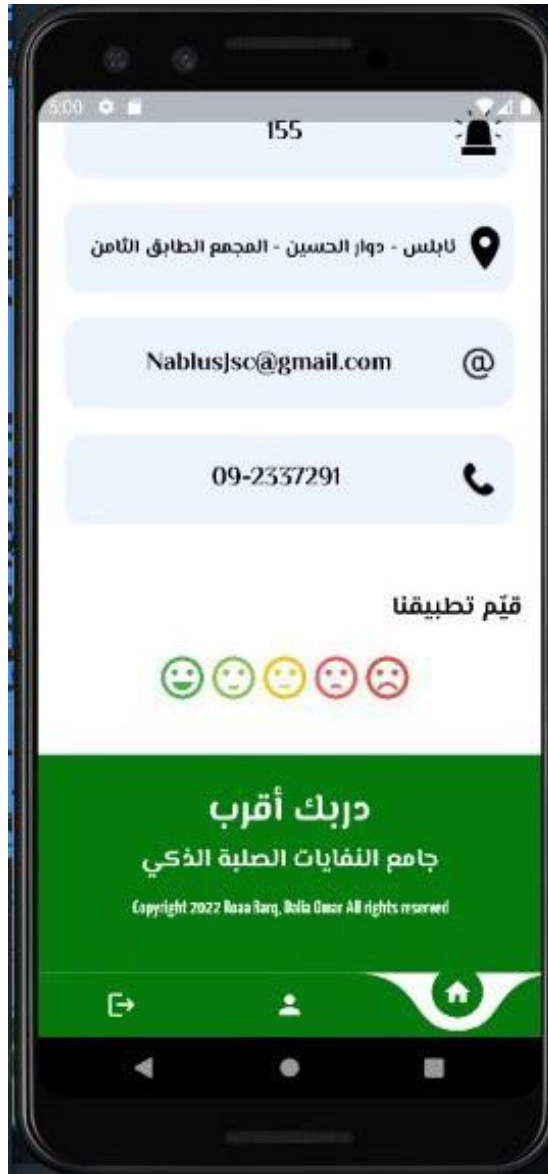 5:00
155
نابلس - دوار الحسين - المجمع الطابق الثامن
NablusJsc@gmail.com
@
09-2337291
قيّم تطبيقنا
دربك أقرب
جامع النفايات الصلبة الذكي
Copyright 2022 Roaa Barq, Dalia Omar All rights reserved